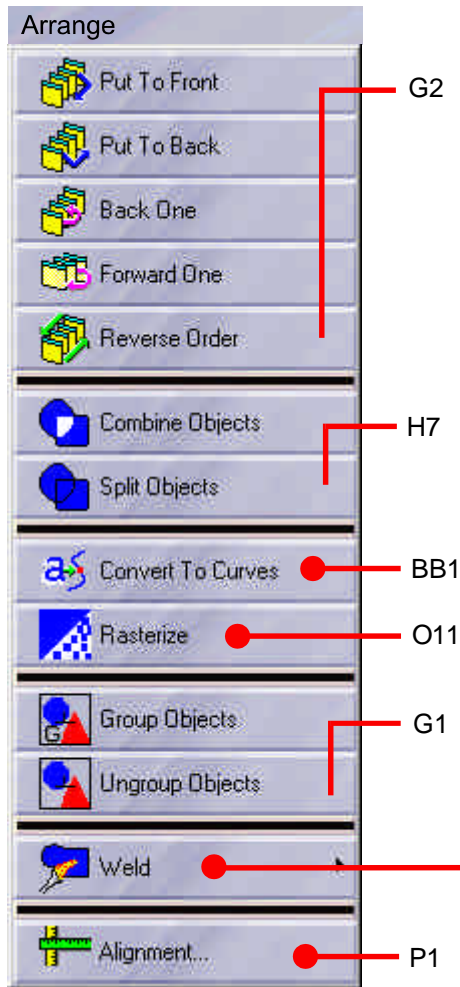 Arrange
Put To Front
G2
Put To Back
Back One
Forward One
Reverse Order
Combine Objects
H7
Split Objects
Convert To Curves
BB1
Rasterize
O11
Group Objects
G1
G
Ungroup Objects
Weld
Alignment...
P1